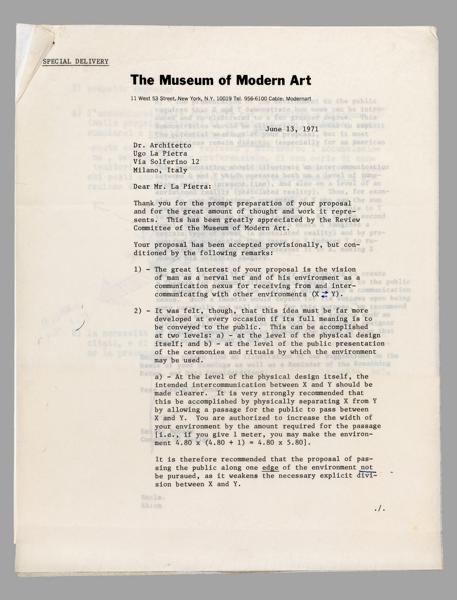 SPECIAL DELIVERY
The Museum of Modern Art
11 West 53 Street, New York, N.Y. 10019 Tel. 956-6100 Cable: Modernart
June 13, 1971
Dr. Architetto
Ugo La Pietra
Via Solferino 12
Milano, Italy
Dear Mr. La Pietra:
Thank you for the prompt preparation of your proposal
and for the great amount of thought and work it repre-
sents. This has been greatly appreciated by the Review
Committee of the Museum of Modern Art.
Your proposal has been accepted provisionally, but con-
ditioned by the following remarks:
1) - The great interest of your proposal is the vision
of man as a nerval net and of his environment as a
communication nexus for receiving from and inter-
communicating with other environments (X ⇄ Y).
2) - It was felt, though, that this idea must be far more
developed at every occasion if its full meaning is to
be conveyed to the public. This can be accomplished
at two levels: a) - at the level of the physical design
itself; and b) - at the level of the public presentation
of the ceremonies and rituals by which the environment
may be used.
a) - At the level of the physical design itself, the
intended intercommunication between X and Y should be
made clearer. It is very strongly recommended that
this be accomplished by physically separating X from Y
by allowing a passage for the public to pass between
X and Y. You are authorized to increase the width of
your environment by the amount required for the passage
[i.e., if you give 1 meter, you may make the environ-
ment 4.80 x (4.80 + 1) = 4.80 x 5.80].
It is therefore recommended that the proposal of pas-
sing the public along one edge of the environment not
be pursued, as it weakens the necessary explicit divi-
sion between X and Y.
./.